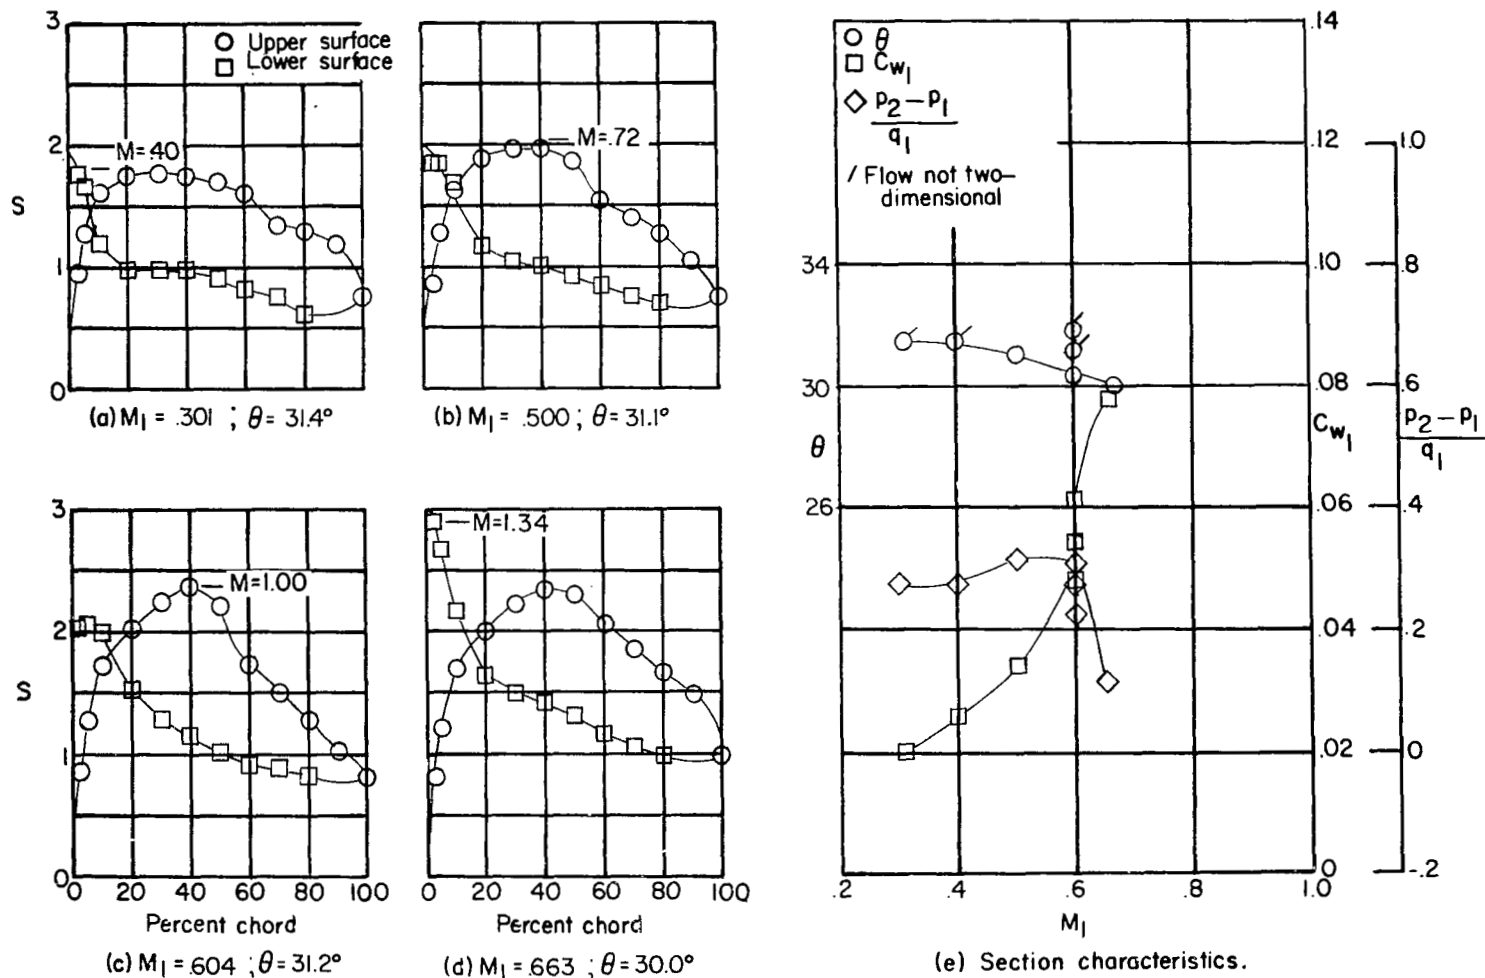 3
2
S
1
0
○ Upper surface
□ Lower surface
M=.40
(a) M₁ = .301 ; θ = 31.4°
M=.72
(b) M₁ = .500 ; θ = 31.1°
3
2
S
1
0
M=1.00
0 20 40 60 80 100
Percent chord
(c) M₁ = .604 ; θ = 31.2°
M=1.34
0 20 40 60 80 100
Percent chord
(d) M₁ = .663 ; θ = 30.0°
○ θ
□ C_w₁
◇ p₂ – p₁
q₁
/ Flow not two–
dimensional
34
30
θ
26
.14
.12
.10
.08
C_w₁
.06
.04
.02
0
1.0
.8
.6
p₂ – p₁
q₁
.4
.2
0
-.2
.2 .4 .6 .8 1.0
M₁
(e) Section characteristics.